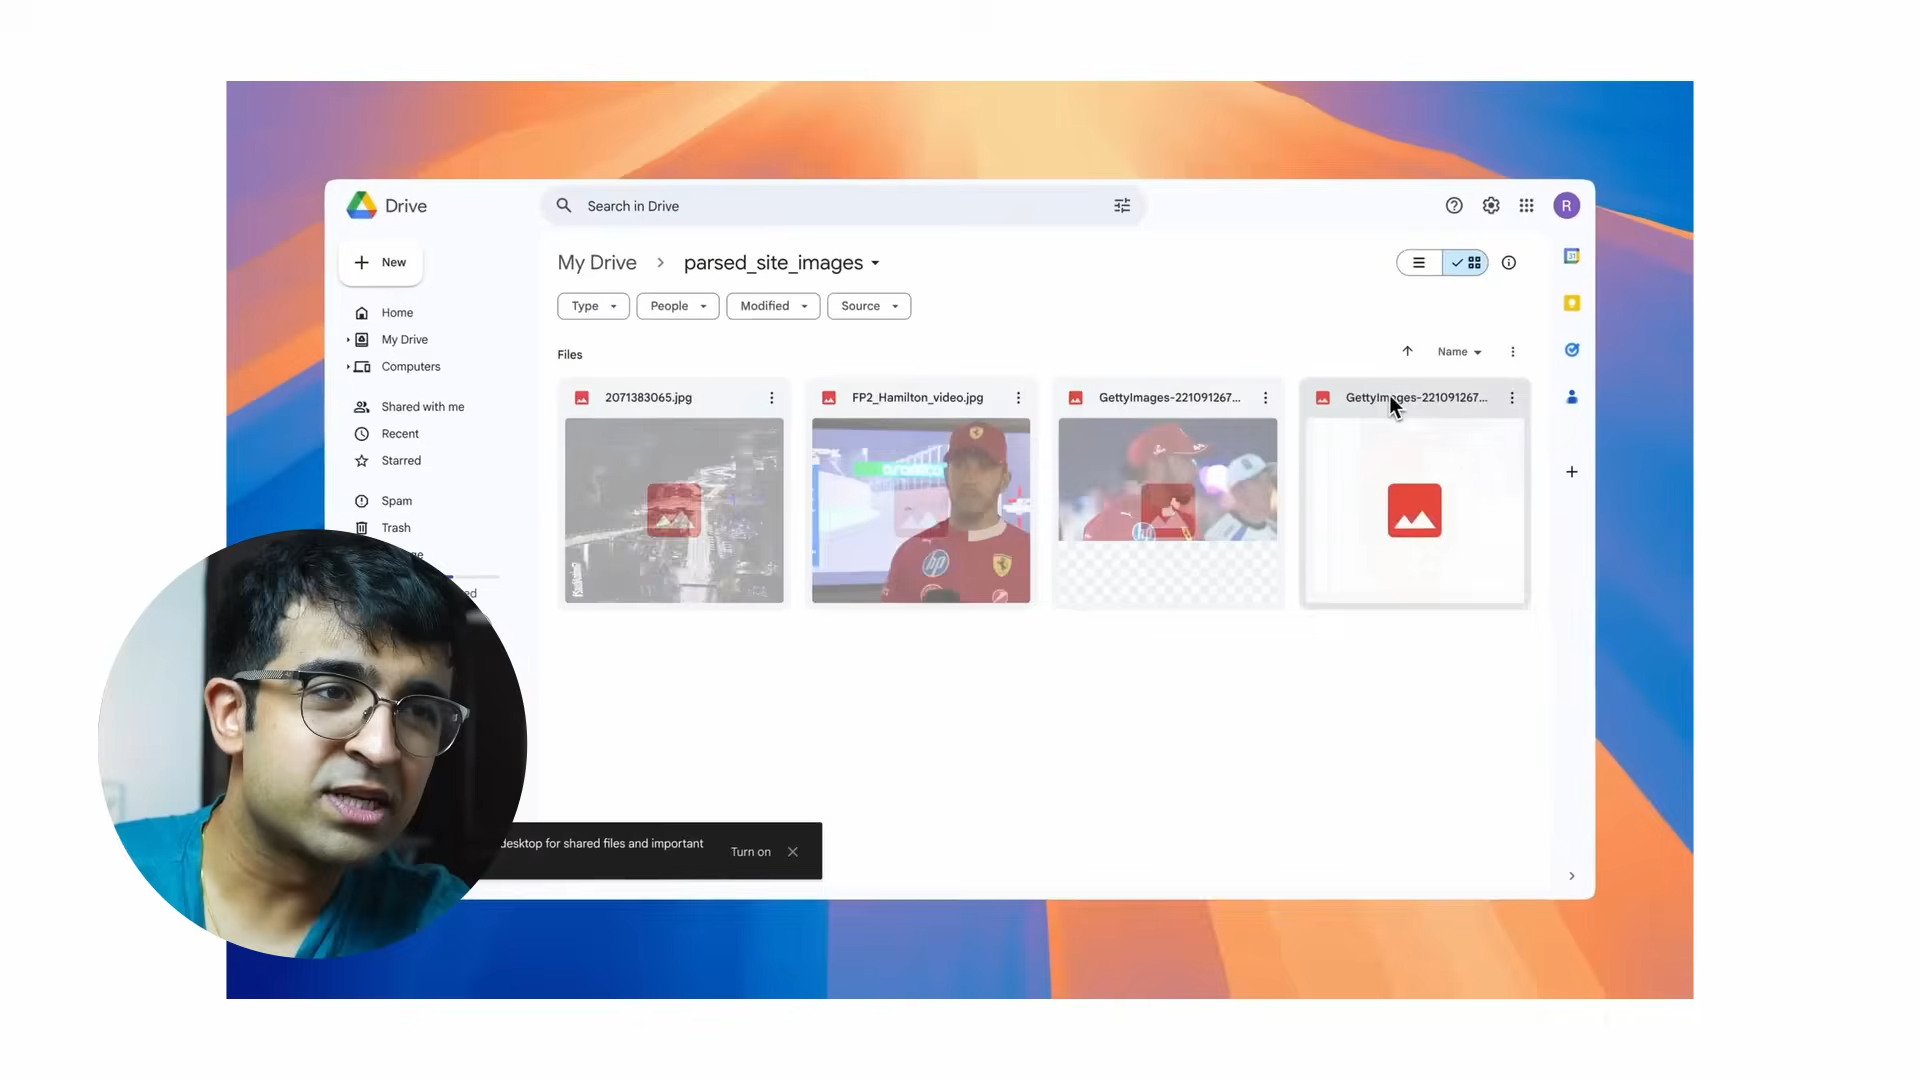 Drive
Search in Drive
R
New
My Drive
parsed_site_images
31
Type
People
Modified
Source
Home
My Drive
Computers
Shared with me
Recent
Starred
Spam
Trash
Files
Name
2071383065.jpg
FP2_Hamilton_video.jpg
GettyImages-221091267...
GettyImages-221091267...
hp
desktop for shared files and important
Turn on